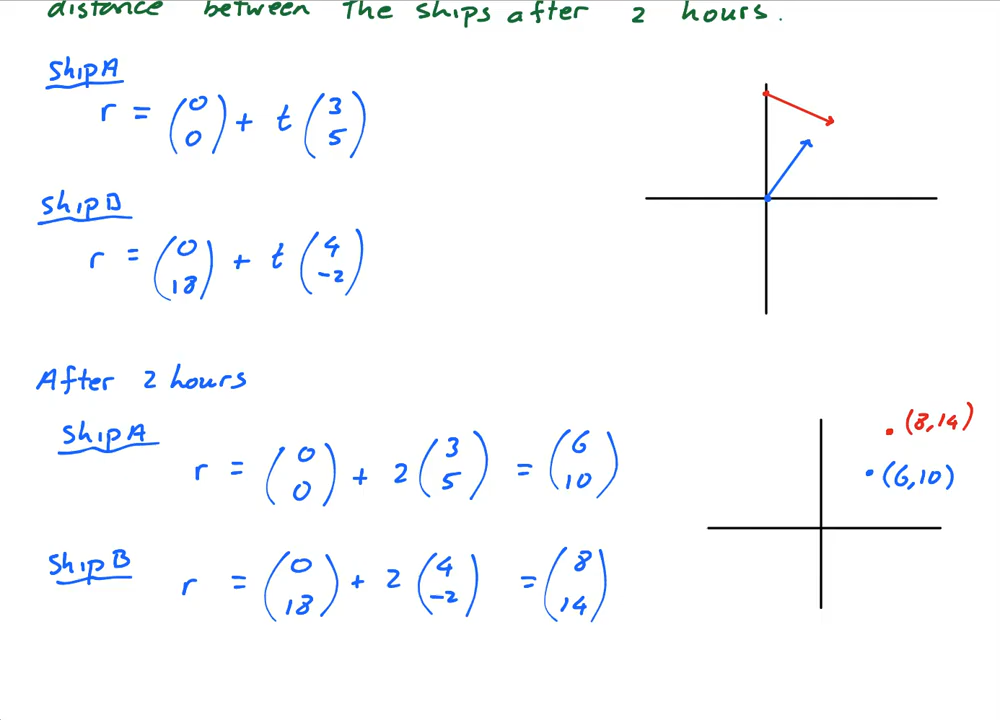 distance between The ships after 2 hours.
Ship A
r = (0 0) + t (3 5)
Ship B
r = (0 18) + t (4 -2)
After 2 hours
Ship A
r = (0 0) + 2 (3 5) = (6 10)
(8,14)
(6,10)
Ship B
r = (0 18) + 2 (4 -2) = (8 14)